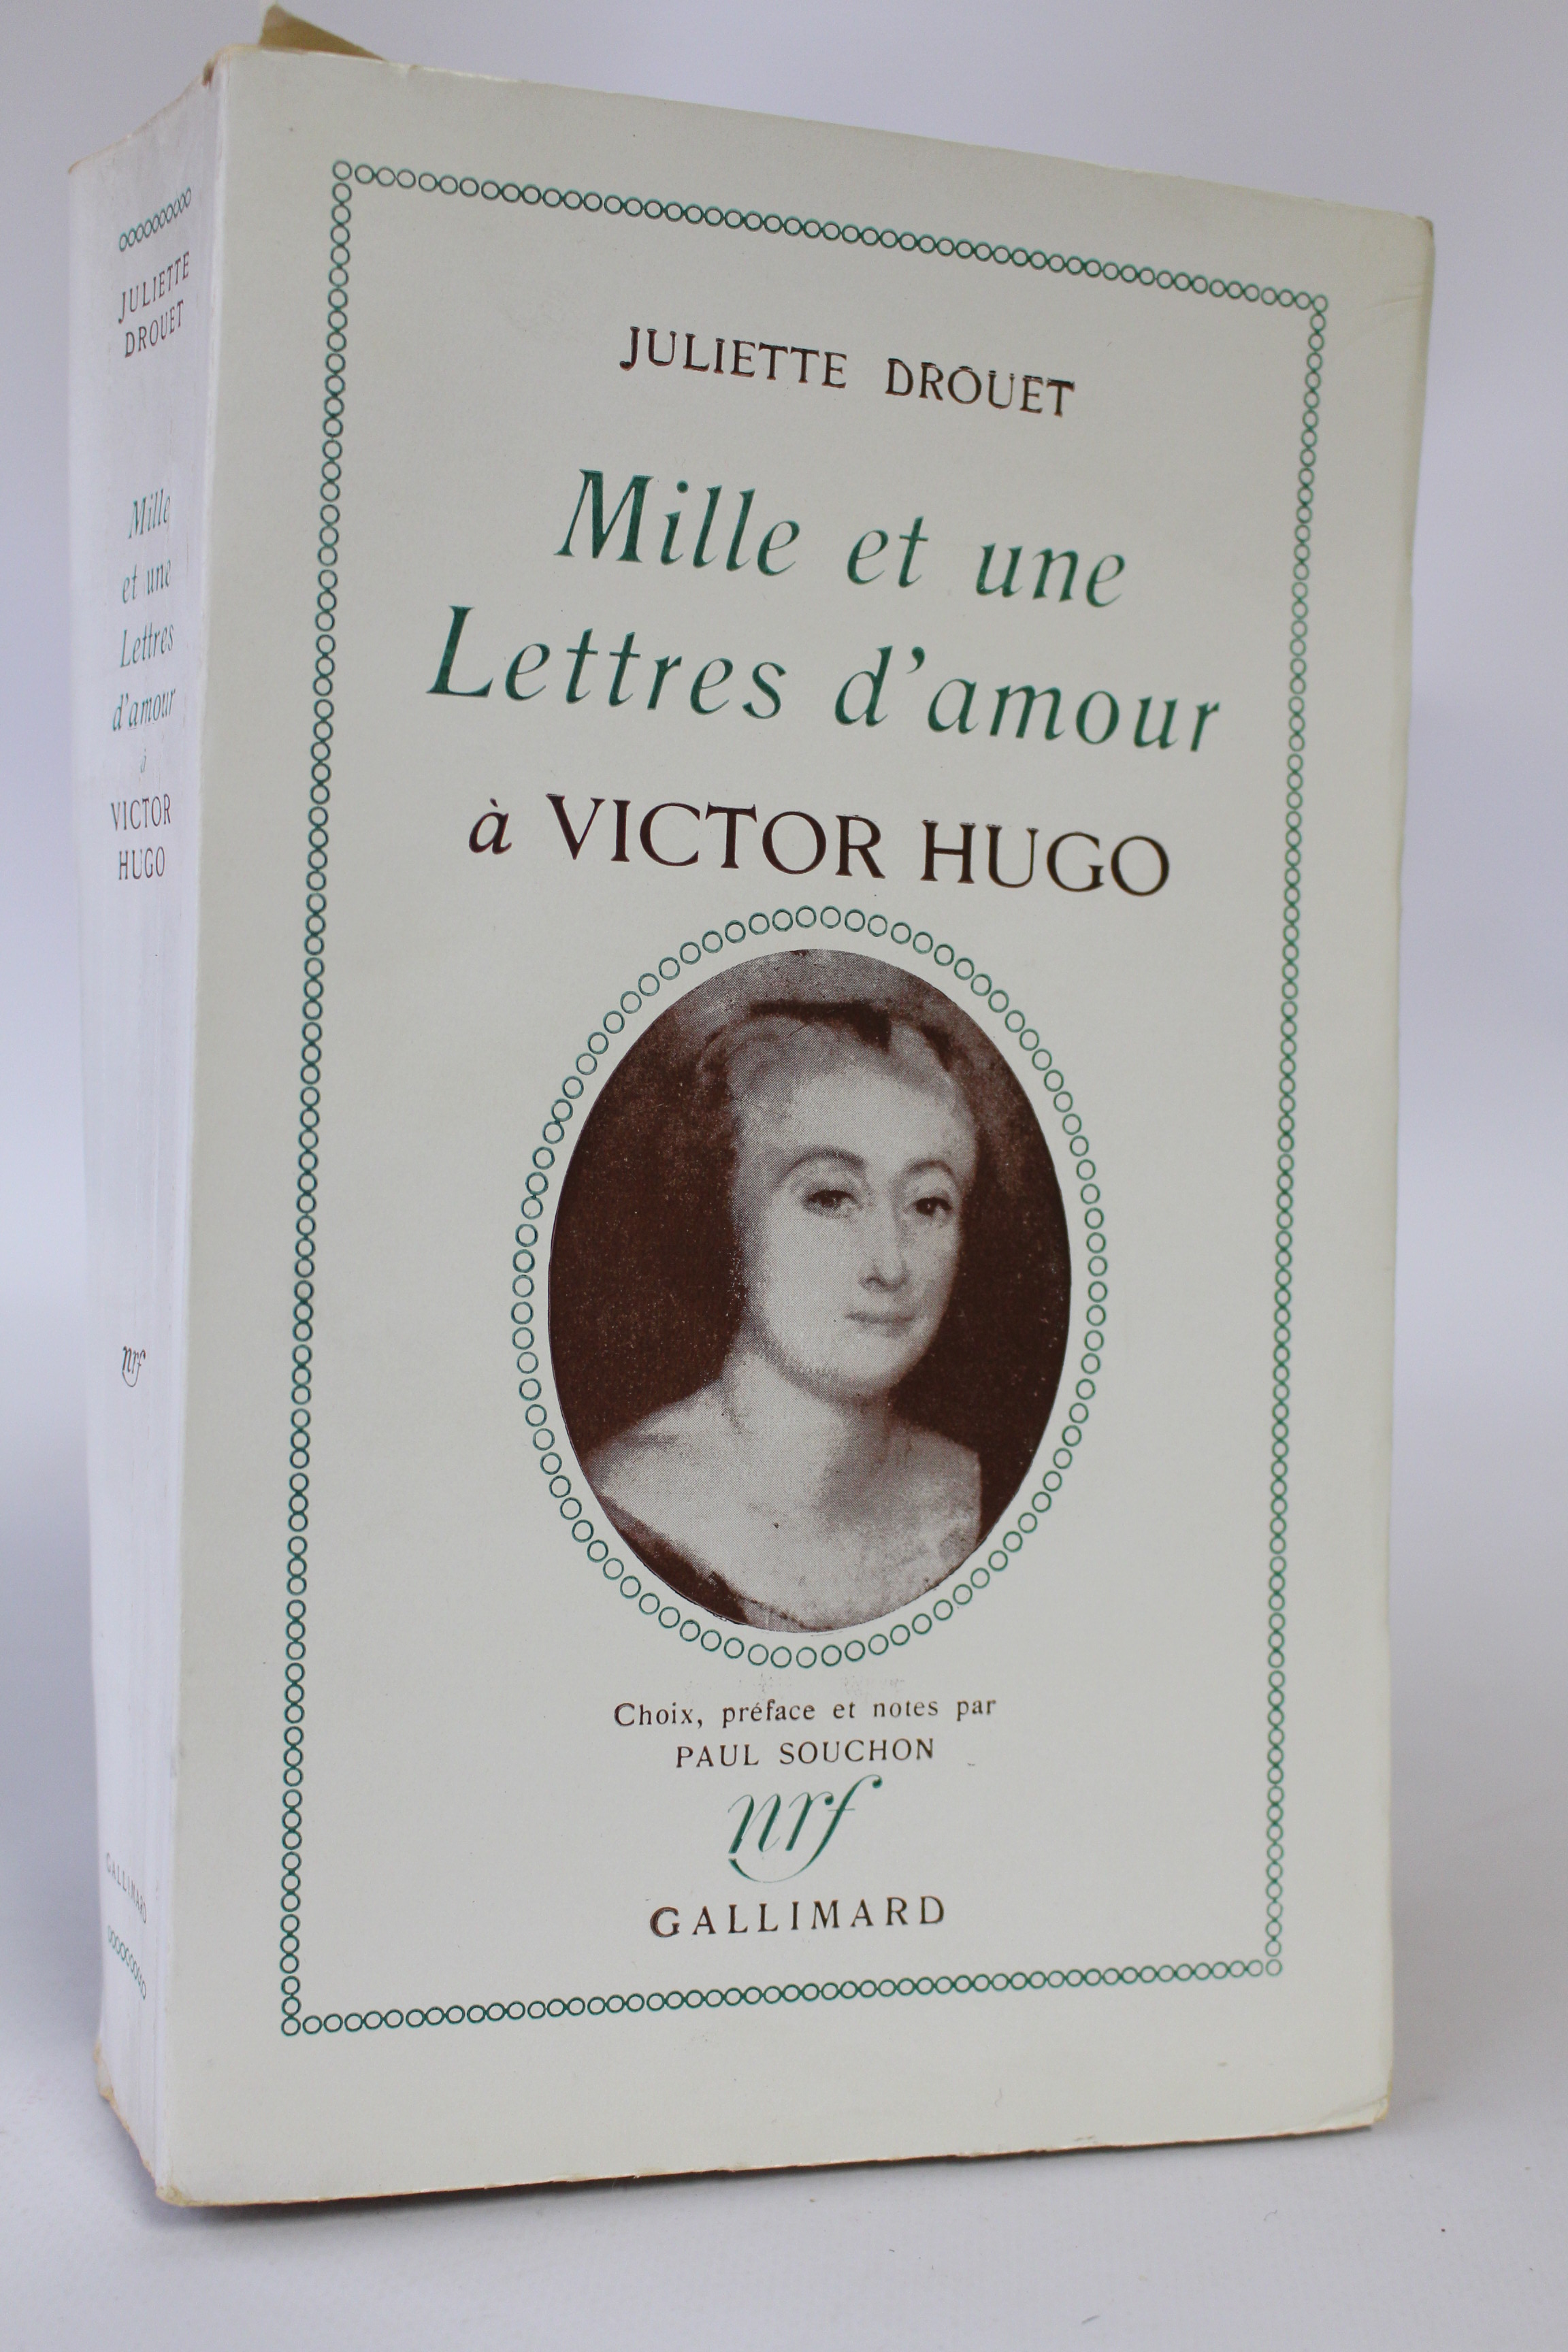 JULIETTE
DROUET
Mille
et une
Lettres
d'amour
à
VICTOR
HUGO
nrf
GALLIMARD
JULIETTE DROUET
Mille et une
Lettres d'amour
à VICTOR HUGO
Choix, préface et notes par
PAUL SOUCHON
nrf
GALLIMARD